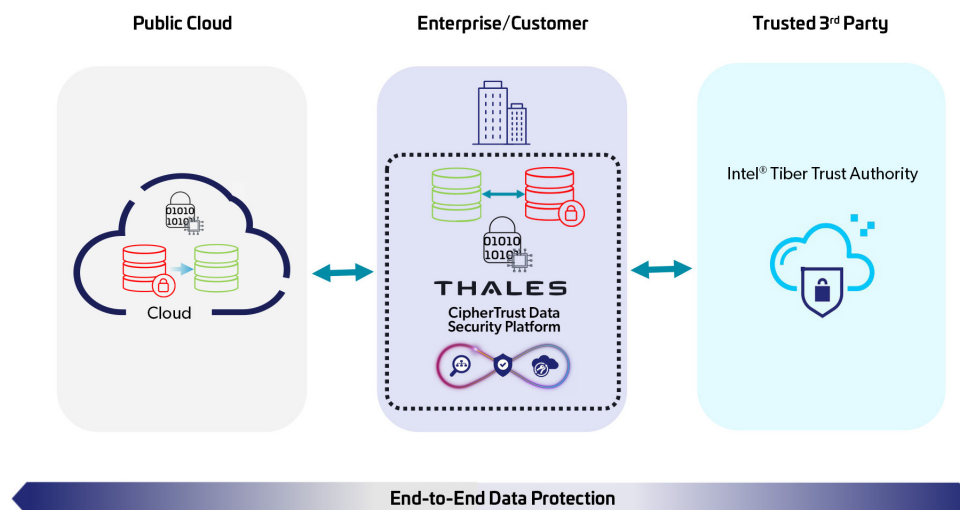 Public Cloud
Enterprise/Customer
Trusted 3rd Party
01010
1010
Cloud
01010
1010
THALES
CipherTrust Data
Security Platform
Intel® Tiber Trust Authority
End-to-End Data Protection